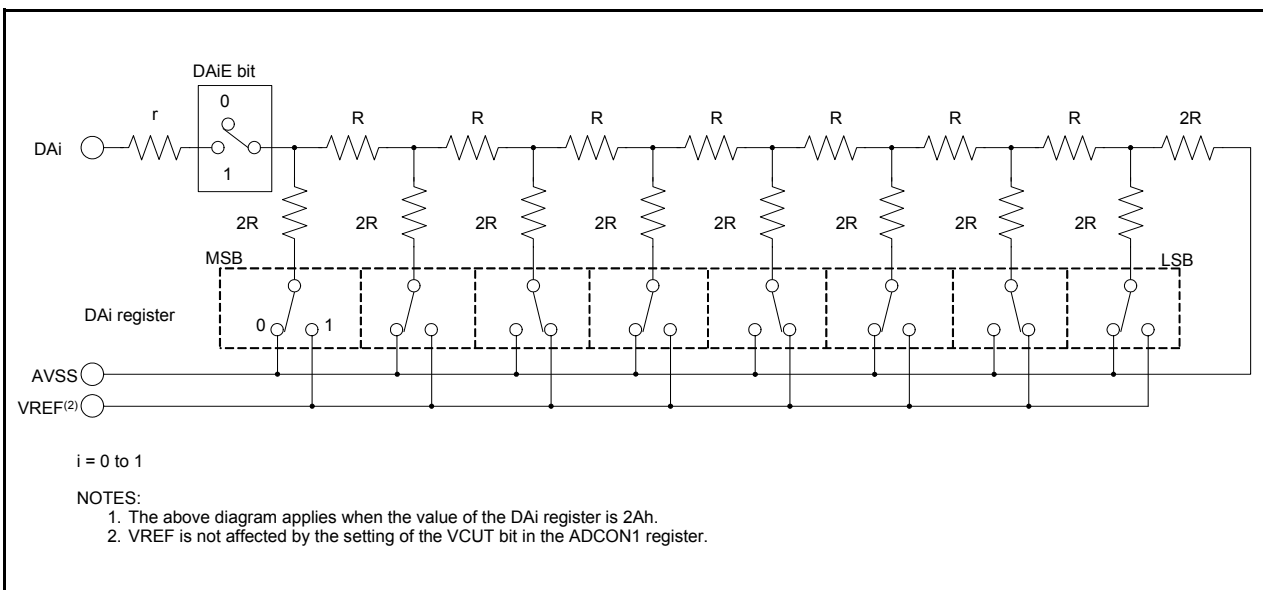 DAiE bit
0
1
r
R R R R R R R 2R
DAi
2R 2R 2R 2R 2R 2R 2R 2R
MSB
LSB
DAi register
0 1
AVSS
VREF(2)
i = 0 to 1
NOTES:
1. The above diagram applies when the value of the DAi register is 2Ah.
2. VREF is not affected by the setting of the VCUT bit in the ADCON1 register.